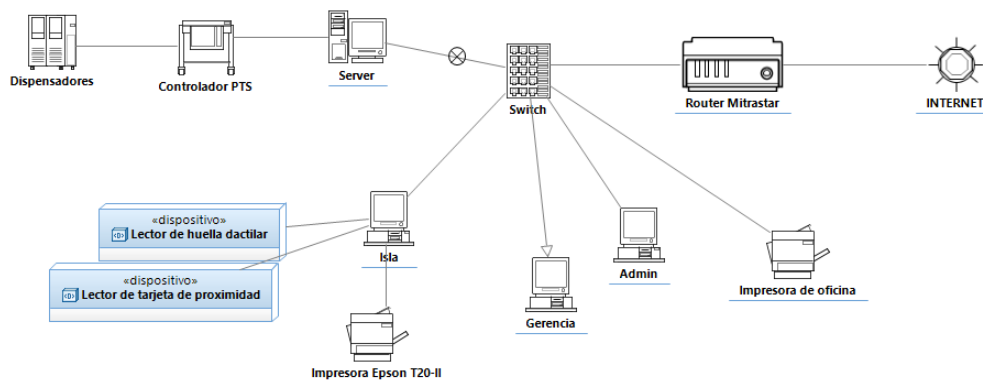 Dispensadores
Controlador PTS
Server
Switch
Router Mitrastar
INTERNET
«dispositivo»
Lector de huella dactilar
«dispositivo»
Lector de tarjeta de proximidad
Isla
Gerencia
Admin
Impresora de oficina
Impresora Epson T20-II